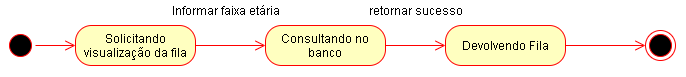 Informar faixa etária
retornar sucesso
Solicitando
visualização da fila
Consultando no
banco
Devolvendo Fila